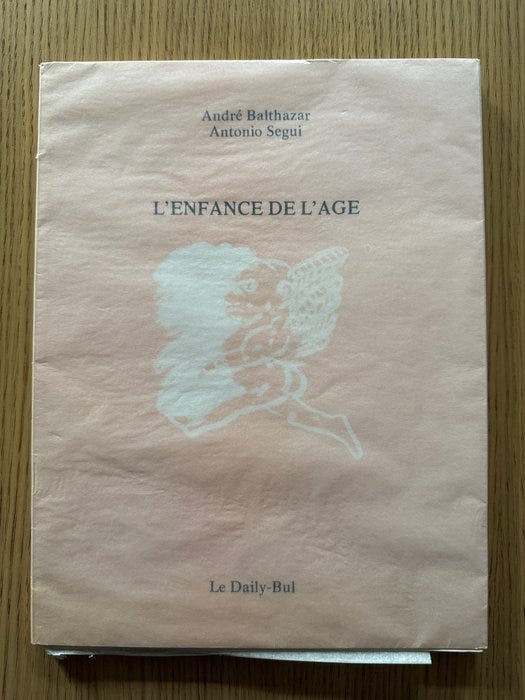 André Balthazar
Antonio Segui
L'ENFANCE DE L'AGE
Le Daily-Bul